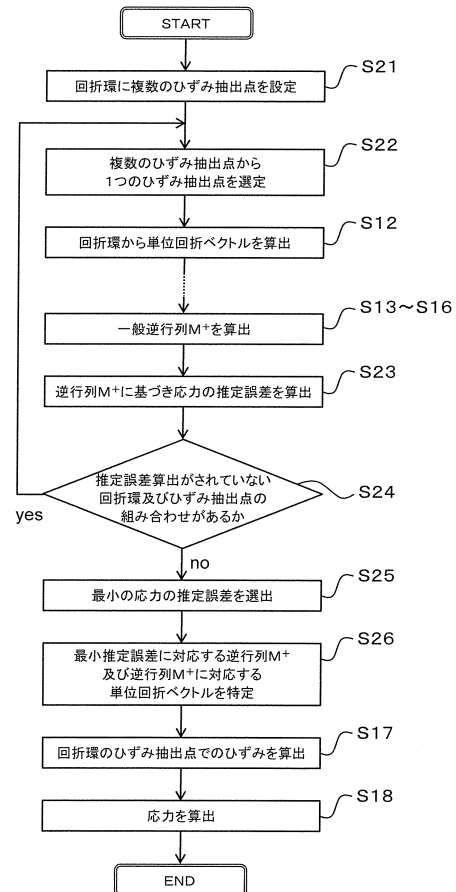 START
S21
回折環に複数のひずみ抽出点を設定
S22
複数のひずみ抽出点から
1つのひずみ抽出点を選定
S12
回折環から単位回折ベクトルを算出
S13～S16
一般逆行列M+を算出
S23
逆行列M+に基づき応力の推定誤差を算出
推定誤差算出がされていない
回折環及びひずみ抽出点の
組み合わせがあるか
S24
yes
no
S25
最小の応力の推定誤差を選出
S26
最小推定誤差に対応する逆行列M+
及び逆行列M+に対応する
単位回折ベクトルを特定
S17
回折環のひずみ抽出点でのひずみを算出
S18
応力を算出
END